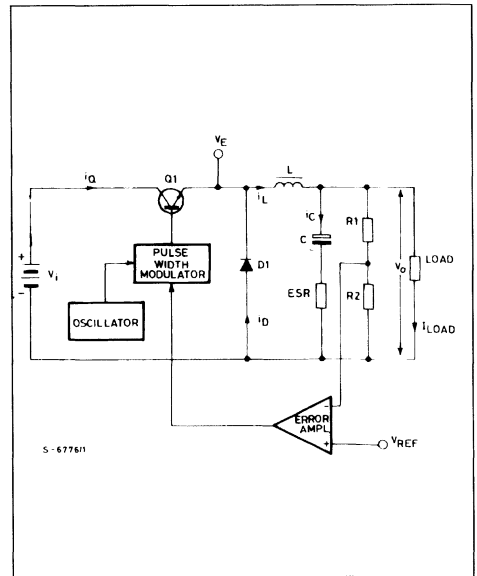 VE
iQ
Q1
L
iL
iC
R1
C
+
Vi
-
PULSE
WIDTH
MODULATOR
D1
Vo
LOAD
ESR
R2
OSCILLATOR
iD
ILOAD
-
ERROR
AMPL
+
VREF
S-6776/1